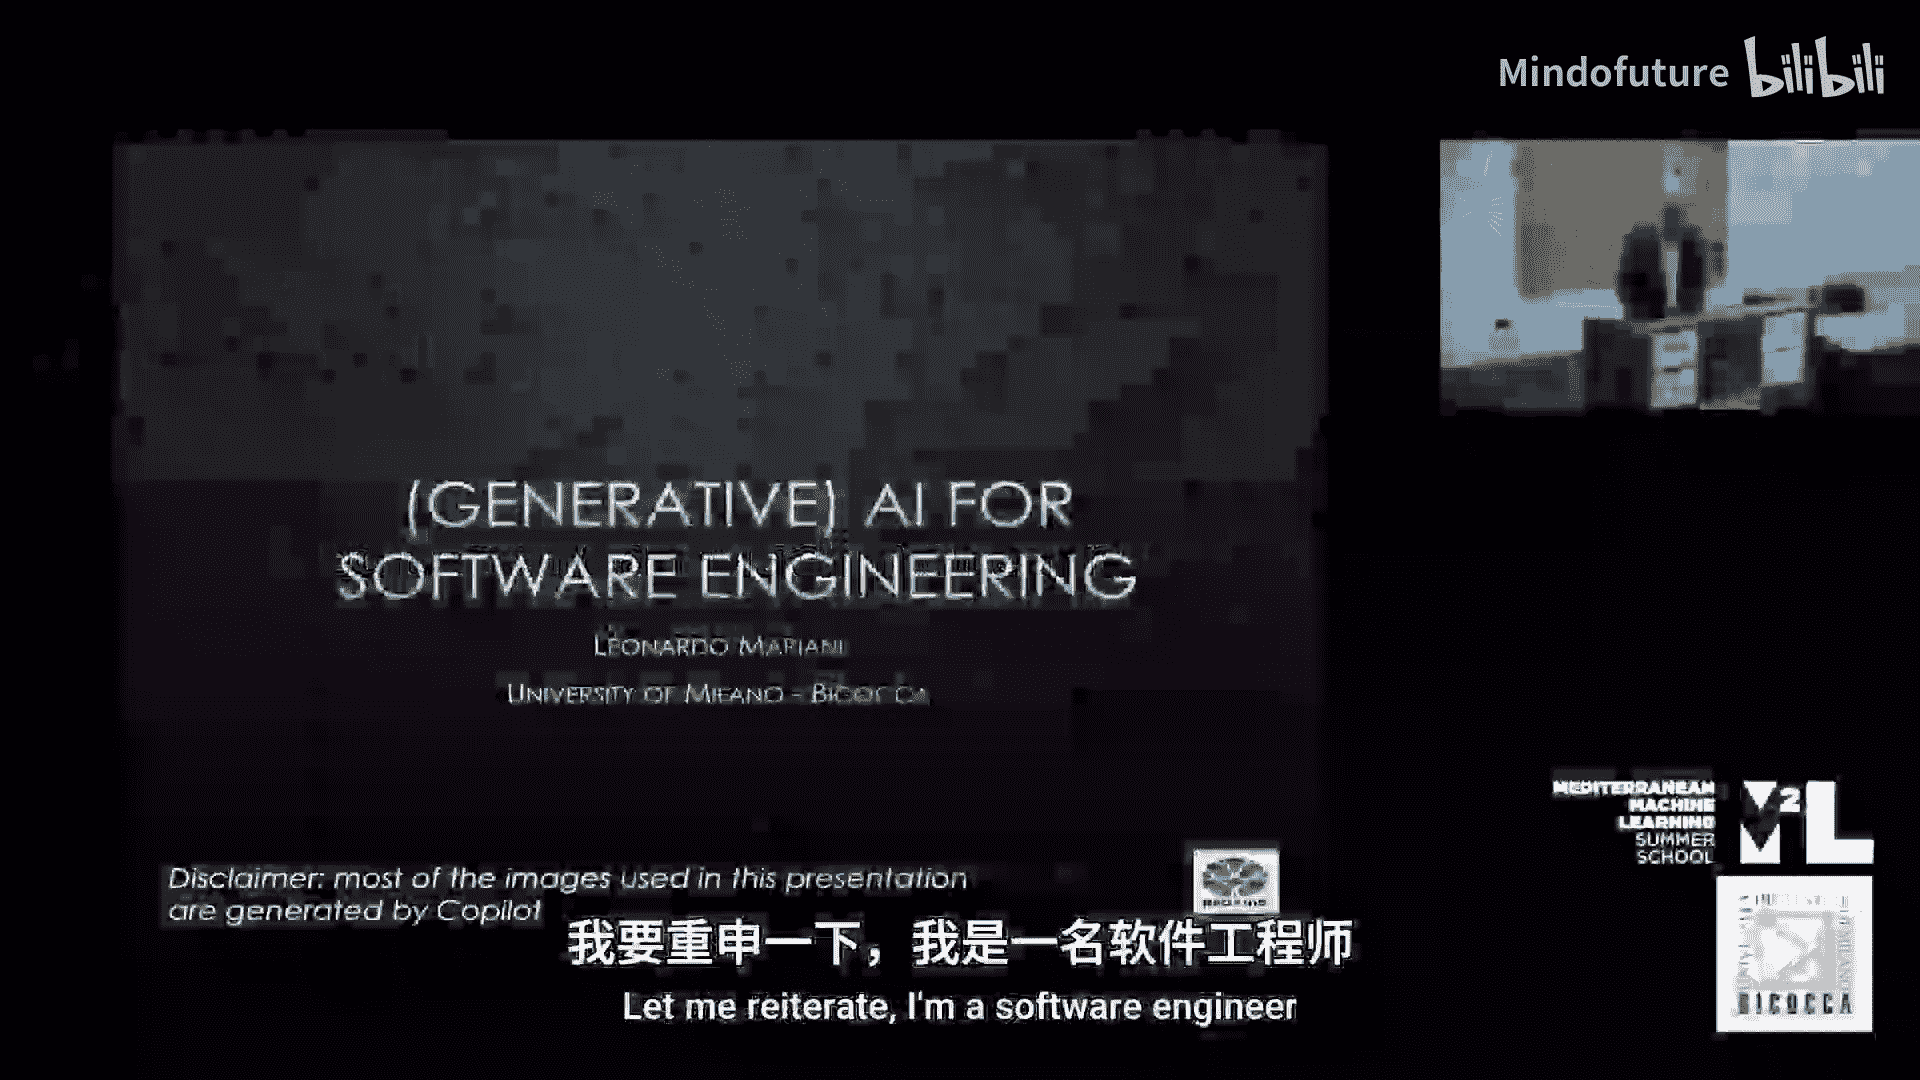 Mindofuture bilibili
(GENERATIVE) AI FOR
SOFTWARE ENGINEERING
LEONARDO MARIANI
UNIVERSITY OF MILANO - BICOCCA
MEDITERRANEAN
MACHINE
LEARNING
SUMMER
SCHOOL
M2L
Disclaimer: most of the images used in this presentation
are generated by Copilot
BICOCCA
我要重申一下，我是一名软件工程师
Let me reiterate, I'm a software engineer